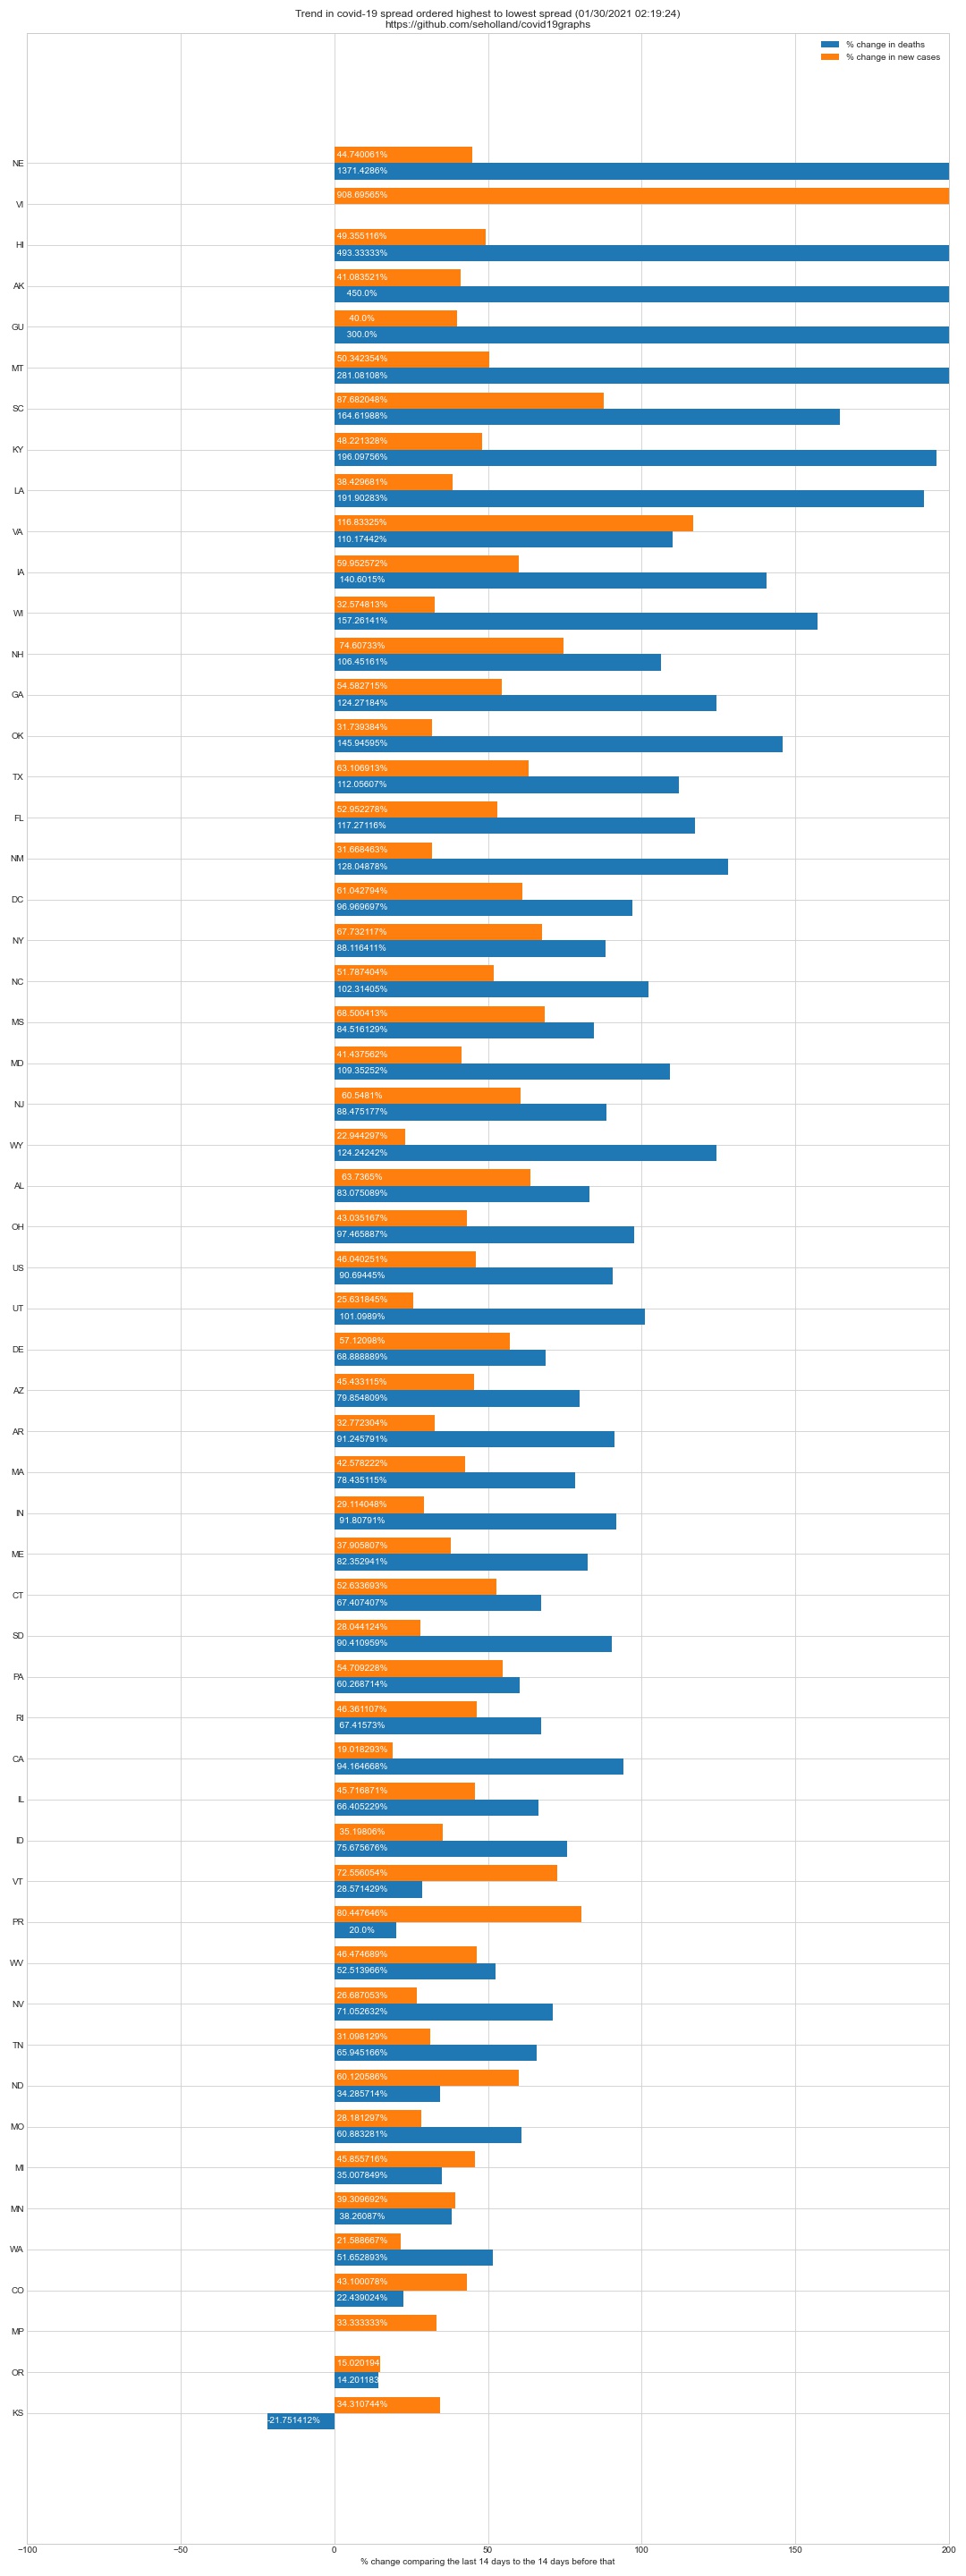 Trend in covid-19 spread ordered highest to lowest spread (01/30/2021 02:19:24)
https://github.com/seholland/covid19graphs
% change in deaths
% change in new cases
44.740061%
NE
1371.4286%
908.69565%
VI
49.355116%
HI
493.33333%
41.083521%
AK
450.0%
40.0%
GU
300.0%
50.342354%
MT
281.08108%
87.682048%
SC
164.61988%
48.221328%
KY
196.09756%
38.429681%
LA
191.90283%
116.83325%
VA
110.17442%
59.952572%
IA
140.6015%
32.574813%
WI
157.26141%
74.60733%
NH
106.45161%
54.582715%
GA
124.27184%
31.739384%
OK
145.94595%
63.106913%
TX
112.05607%
52.952278%
FL
117.27116%
31.668463%
NM
128.04878%
61.042794%
DC
96.969697%
67.732117%
NY
88.116411%
51.787404%
NC
102.31405%
68.500413%
MS
84.516129%
41.437562%
MD
109.35252%
60.5481%
NJ
88.475177%
22.944297%
WY
124.24242%
63.7365%
AL
83.075089%
43.035167%
OH
97.465887%
46.040251%
US
90.69445%
25.631845%
UT
101.0989%
57.12098%
DE
68.888889%
45.433115%
AZ
79.854809%
32.772304%
AR
91.245791%
42.578222%
MA
78.435115%
29.114048%
IN
91.80791%
37.905807%
ME
82.352941%
52.633693%
CT
67.407407%
28.044124%
SD
90.410959%
54.709228%
PA
60.268714%
46.361107%
RI
67.41573%
19.018293%
CA
94.164668%
45.716871%
IL
66.405229%
35.19806%
ID
75.675676%
72.556054%
VT
28.571429%
80.447646%
PR
20.0%
46.474689%
WV
52.513966%
26.687053%
NV
71.052632%
31.098129%
TN
65.945166%
60.120586%
ND
34.285714%
28.181297%
MO
60.883281%
45.855716%
MI
35.007849%
39.309692%
MN
38.26087%
21.588667%
WA
51.652893%
43.100078%
CO
22.439024%
33.333333%
MP
15.020194
OR
14.201183
34.310744%
KS
-21.751412%
−100 −50 0 50 100 150 200
% change comparing the last 14 days to the 14 days before that